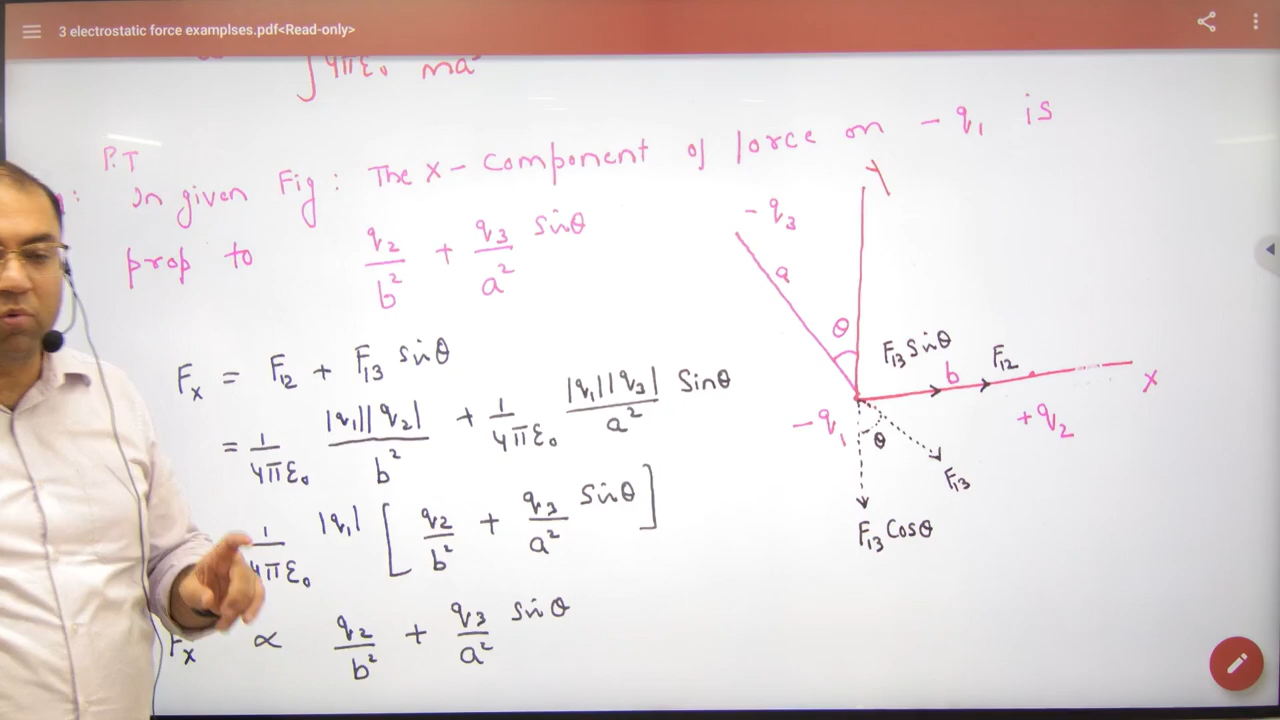 3 electrostatic force examplses.pdf<Read-only>
∫4πε₀ ma²
P.T
: In given Fig : The x - component of force on - q₁ is
prop to q₂/b² + q₃/a² sinθ
Fₓ = F₁₂ + F₁₃ sinθ
= 1/4πε₀ |q₁||q₂|/b² + 1/4πε₀ |q₁||q₃|/a² Sinθ
1/4πε₀ |q₁| [ q₂/b² + q₃/a² sinθ ]
Fₓ ∝ q₂/b² + q₃/a² sinθ
Y
- q₃
a
θ
F₁₃ Sinθ
b
F₁₂
X
- q₁
+q₂
θ
F₁₃
F₁₃ Cosθ